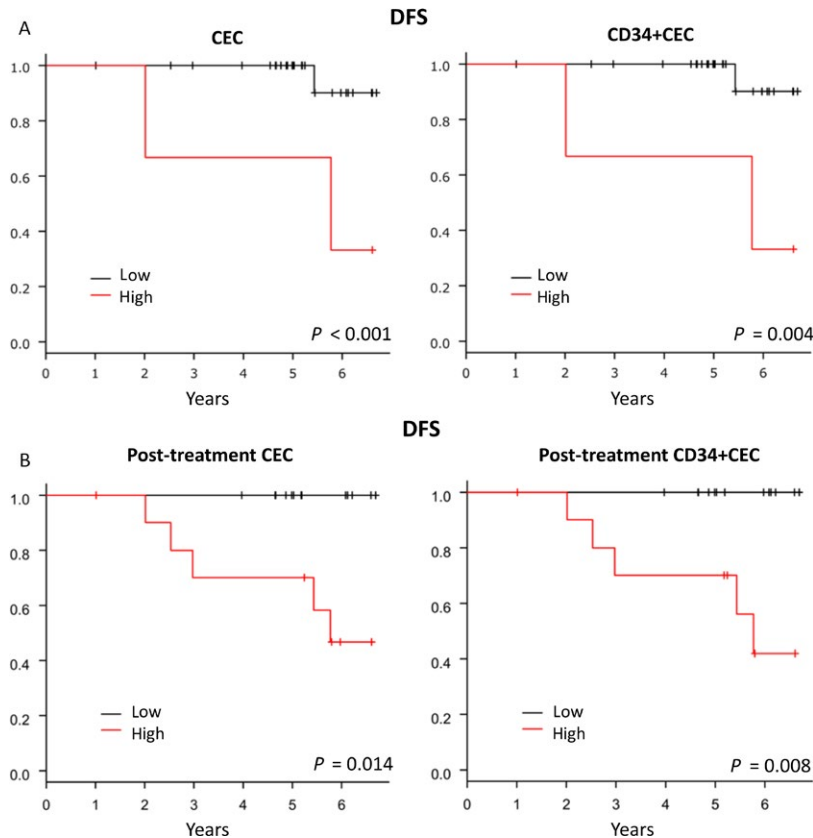 DFS
A
CEC
CD34+CEC
1.0
0.8
0.6
0.4
0.2
0.0
Low
High
P < 0.001
0 1 2 3 4 5 6
Years
1.0
0.8
0.6
0.4
0.2
0.0
Low
High
P = 0.004
0 1 2 3 4 5 6
Years
DFS
B
Post-treatment CEC
Post-treatment CD34+CEC
1.0
0.8
0.6
0.4
0.2
0.0
Low
High
P = 0.014
0 1 2 3 4 5 6
Years
1.0
0.8
0.6
0.4
0.2
0.0
Low
High
P = 0.008
0 1 2 3 4 5 6
Years